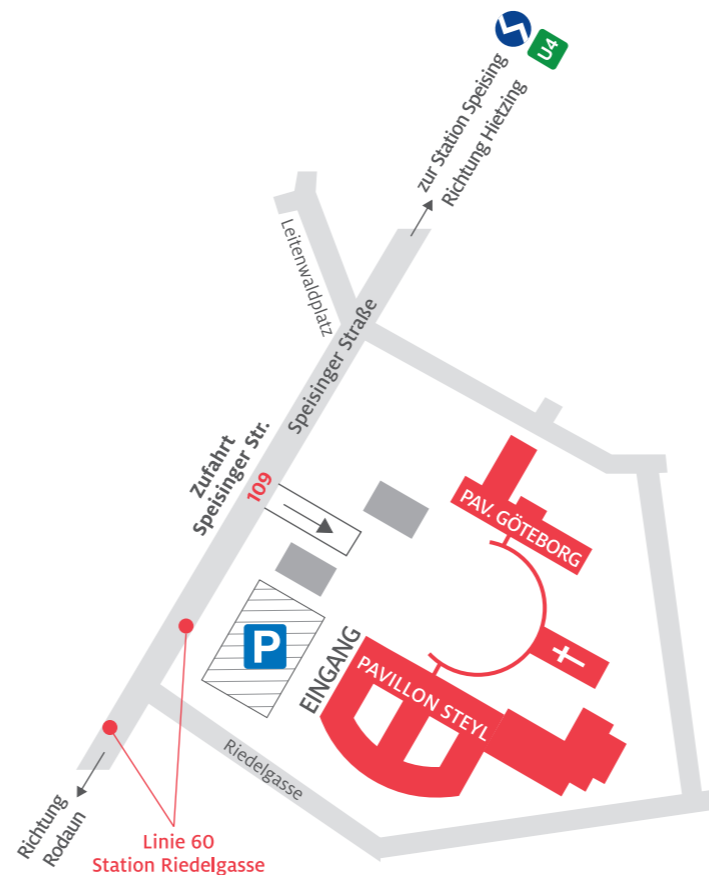 U4
zur Station Speising
Richtung Hietzing
Leitenwaldplatz
Speisinger Straße
Zufahrt
Speisinger Str.
109
PAV. GÖTEBORG
P
EINGANG
PAVILLON STEYL
Riedelgasse
Richtung
Rodaun
Linie 60
Station Riedelgasse